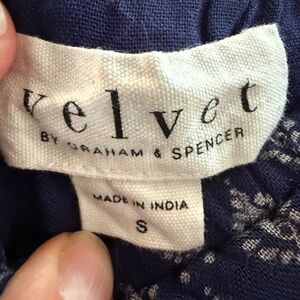 velvet
BY GRAHAM & SPENCER
MADE IN INDIA
S